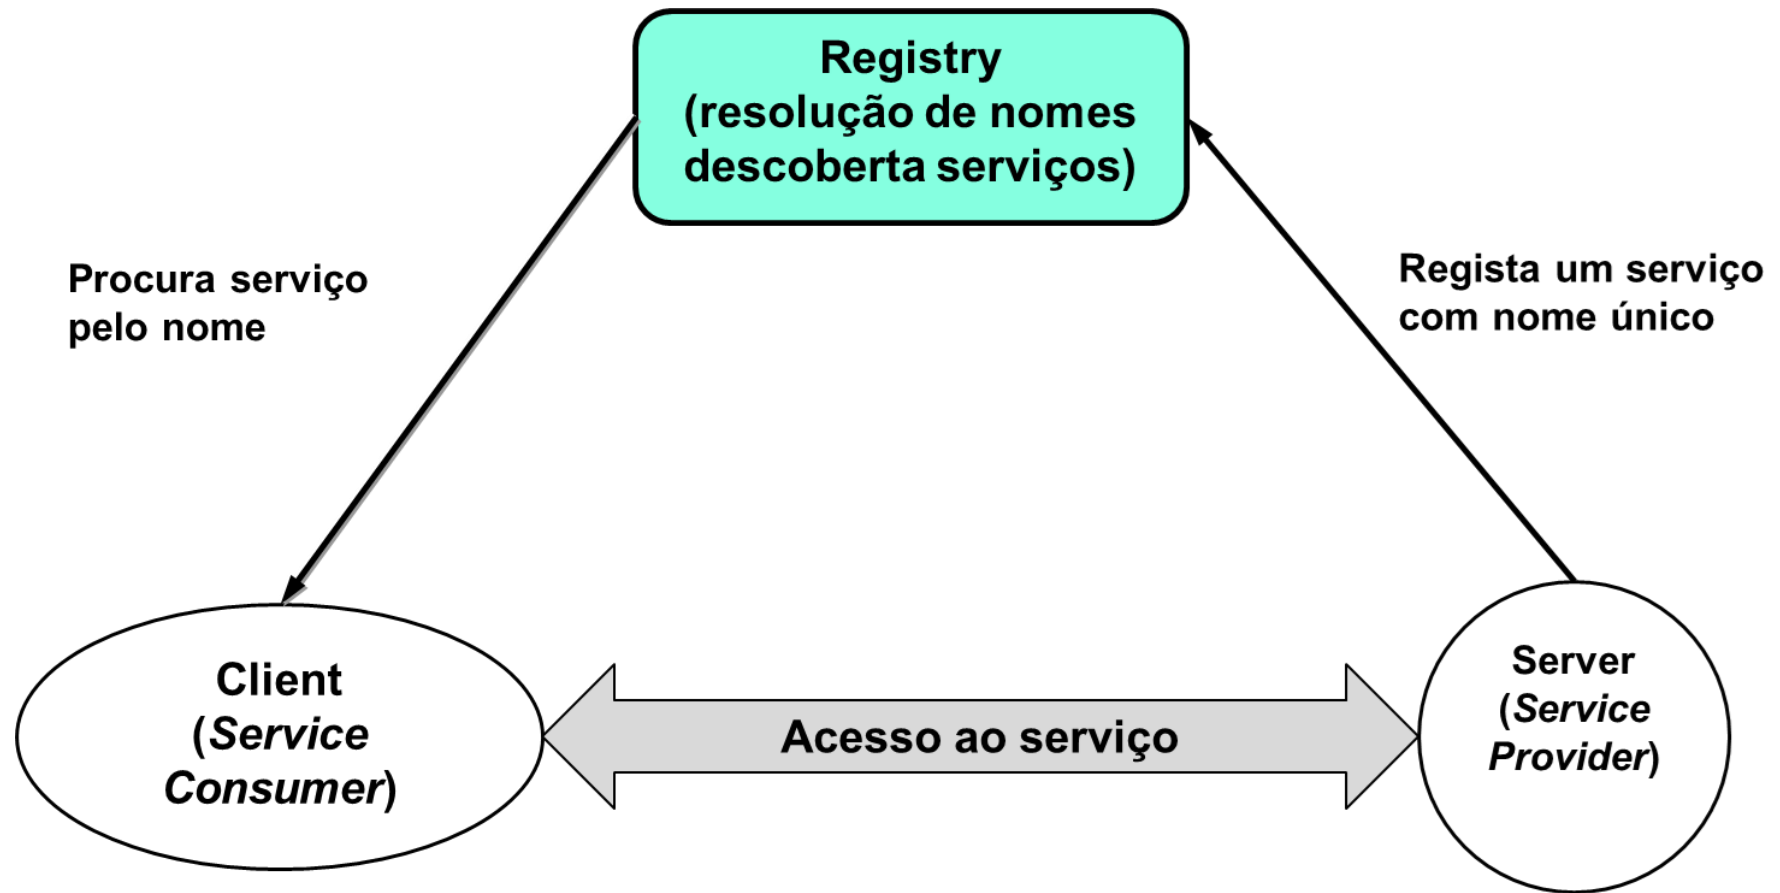 Registry
(resolução de nomes
descoberta serviços)
Procura serviço
pelo nome
Regista um serviço
com nome único
Client
(Service
Consumer)
Acesso ao serviço
Server
(Service
Provider)